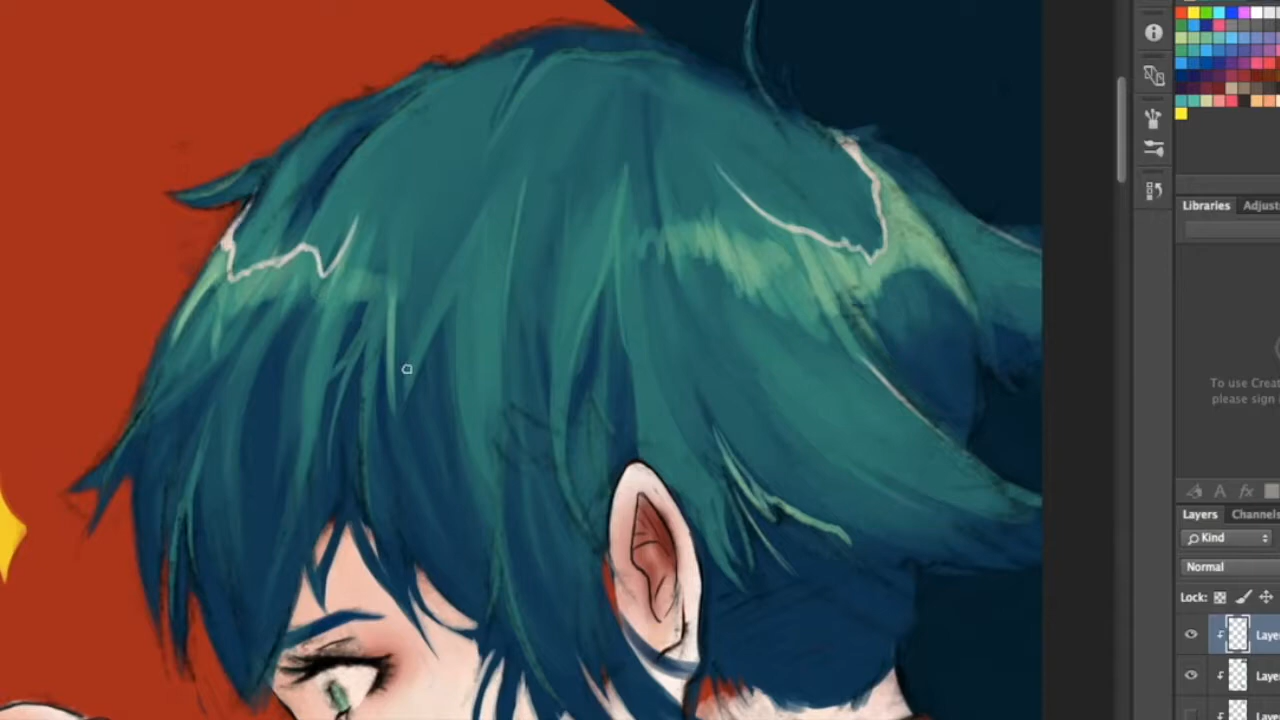 Libraries
Adjust
To use Creat
please sign
Layers
Channels
Kind
Normal
Lock:
Laye
Laye